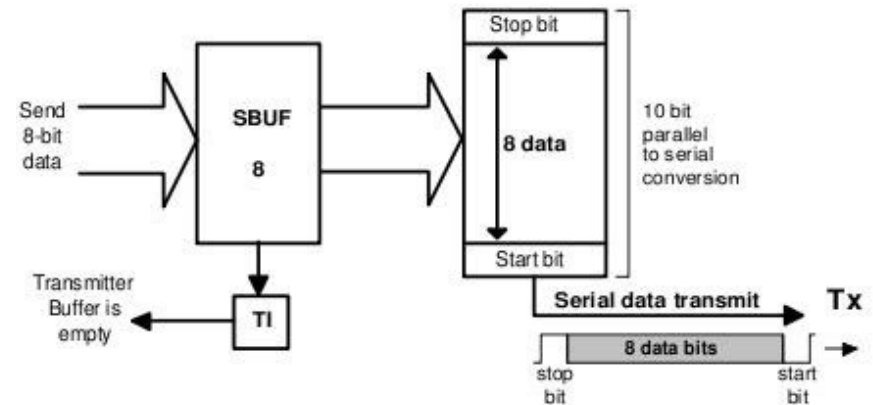 Send
8-bit
data
SBUF
8
Stop bit
8 data
Start bit
10 bit
parallel
to serial
conversion
Transmitter
Buffer is
empty
TI
Serial data transmit
Tx
8 data bits
stop
bit
start
bit